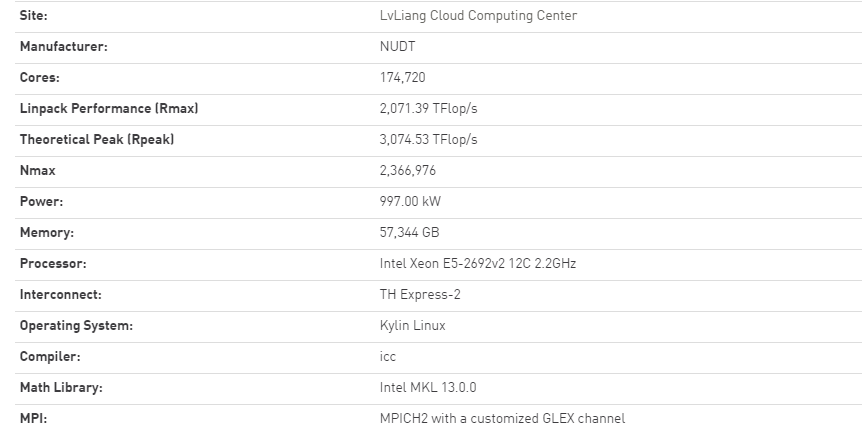 Site: LvLiang Cloud Computing Center
Manufacturer: NUDT
Cores: 174,720
Linpack Performance (Rmax) 2,071.39 TFlop/s
Theoretical Peak (Rpeak) 3,074.53 TFlop/s
Nmax 2,366,976
Power: 997.00 kW
Memory: 57,344 GB
Processor: Intel Xeon E5-2692v2 12C 2.2GHz
Interconnect: TH Express-2
Operating System: Kylin Linux
Compiler: icc
Math Library: Intel MKL 13.0.0
MPI: MPICH2 with a customized GLEX channel